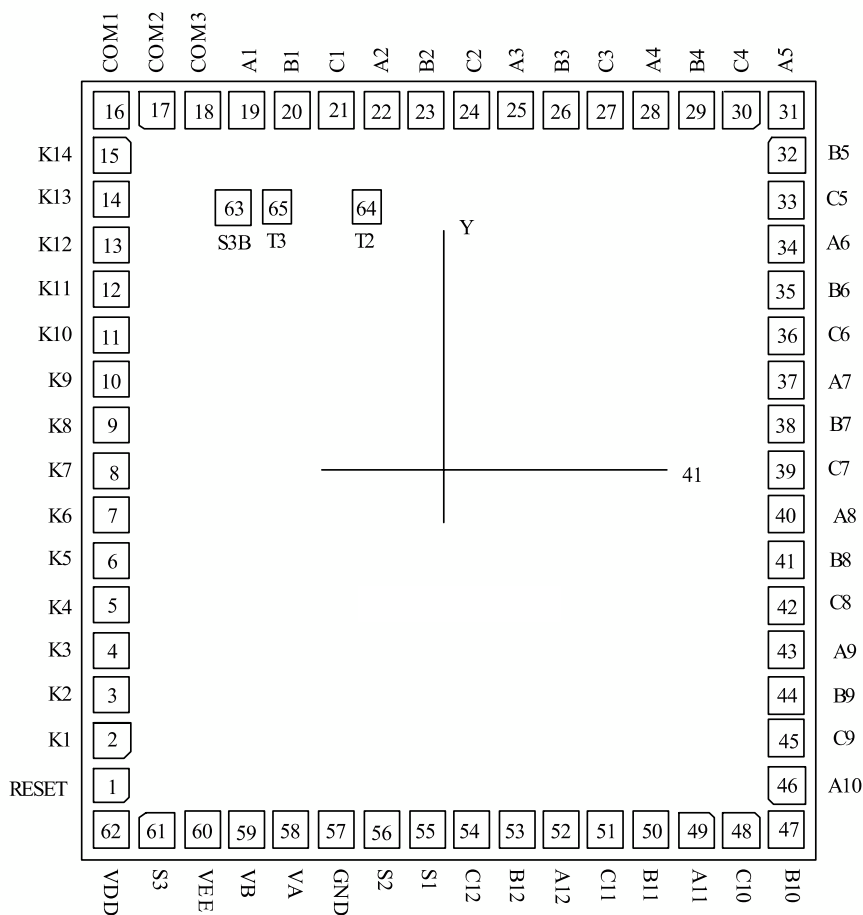 COM1 COM2 COM3 A1 B1 C1 A2 B2 C2 A3 B3 C3 A4 B4 C4 A5
16 17 18 19 20 21 22 23 24 25 26 27 28 29 30 31
K14 15 32 B5
K13 14 63 65 64 33 C5
K12 13 S3B T3 T2 Y 34 A6
K11 12 35 B6
K10 11 36 C6
K9 10 37 A7
K8 9 38 B7
K7 8 41 39 C7
K6 7 40 A8
K5 6 41 B8
K4 5 42 C8
K3 4 43 A9
K2 3 44 B9
K1 2 45 C9
RESET 1 46 A10
62 61 60 59 58 57 56 55 54 53 52 51 50 49 48 47
VDD S3 VEE VB VA GND S2 S1 C12 B12 A12 C11 B11 A11 C10 B10